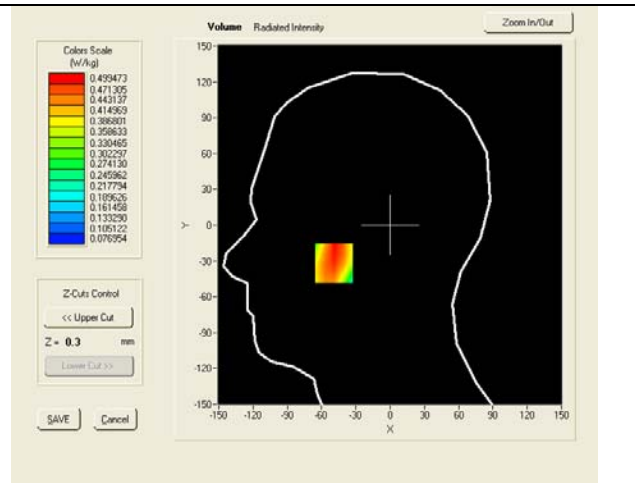 Volume Radiated Intensity
Zoom In/Out
Colors Scale
(W/kg)
0.499473
0.471305
0.443137
0.414969
0.386801
0.358633
0.330465
0.302297
0.274130
0.245962
0.217794
0.189626
0.161458
0.133290
0.105122
0.076954
Z-Cuts Control
<< Upper Cut
Z = 0.3 mm
Lower Cut >>
SAVE Cancel
150
120
90
60
30
0
-30
-60
-90
-120
-150
Y
-150 -120 -90 -60 -30 0 30 60 90 120 150
X